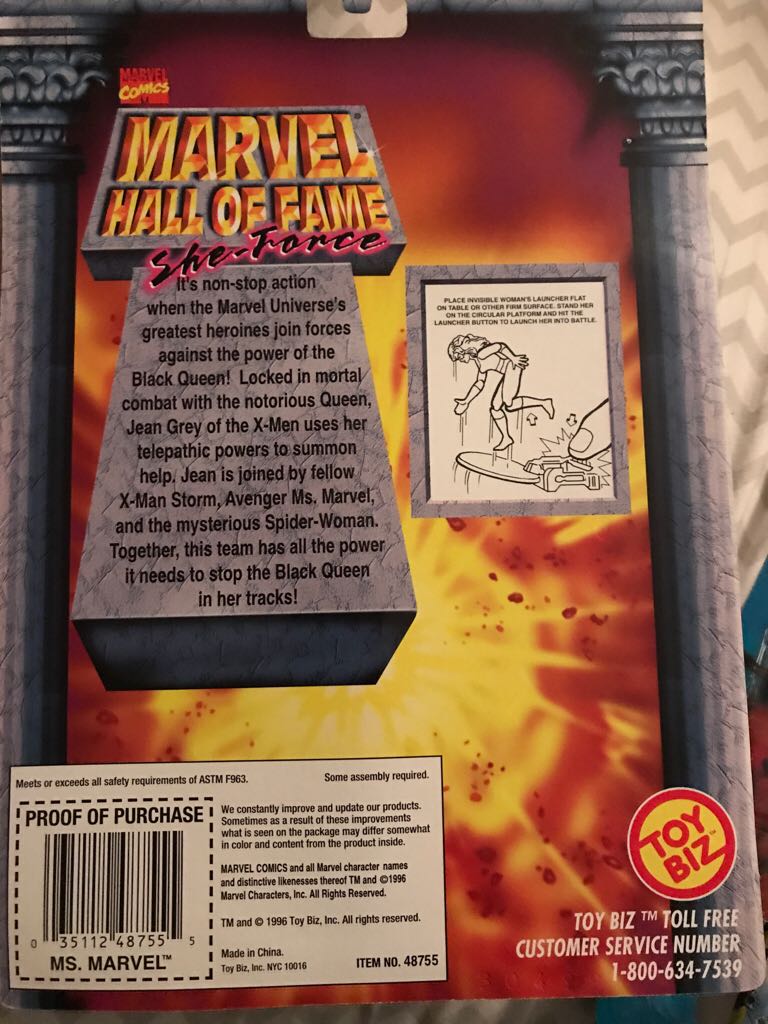 MARVEL
COMICS
MARVEL
HALL OF FAME
She-Force
It's non-stop action
when the Marvel Universe's
greatest heroines join forces
against the power of the
Black Queen! Locked in mortal
combat with the notorious Queen,
Jean Grey of the X-Men uses her
telepathic powers to summon
help. Jean is joined by fellow
X-Man Storm, Avenger Ms. Marvel,
and the mysterious Spider-Woman.
Together, this team has all the power
it needs to stop the Black Queen
in her tracks!
PLACE INVISIBLE WOMAN'S LAUNCHER FLAT
ON TABLE OR OTHER FIRM SURFACE. STAND HER
ON THE CIRCULAR PLATFORM AND HIT THE
LAUNCHER BUTTON TO LAUNCH HER INTO BATTLE.
Meets or exceeds all safety requirements of ASTM F963.
Some assembly required.
PROOF OF PURCHASE
0 35112 48755 5
MS. MARVEL™
We constantly improve and update our products.
Sometimes as a result of these improvements
what is seen on the package may differ somewhat
in color and content from the product inside.
MARVEL COMICS and all Marvel character names
and distinctive likenesses thereof TM and ©1996
Marvel Characters, Inc. All Rights Reserved.
TM and © 1996 Toy Biz, Inc. All rights reserved.
Made in China.
Toy Biz, Inc. NYC 10016
ITEM NO. 48755
TOY
BIZ™
TOY BIZ ™ TOLL FREE
CUSTOMER SERVICE NUMBER
1-800-634-7539